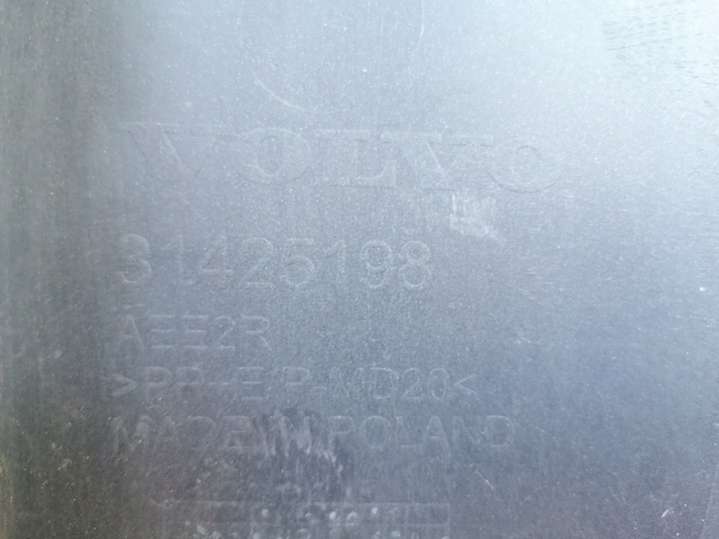 VOLVO
31425198
AEE2R
>PP-E/P-MD20<
MADE IN POLAND